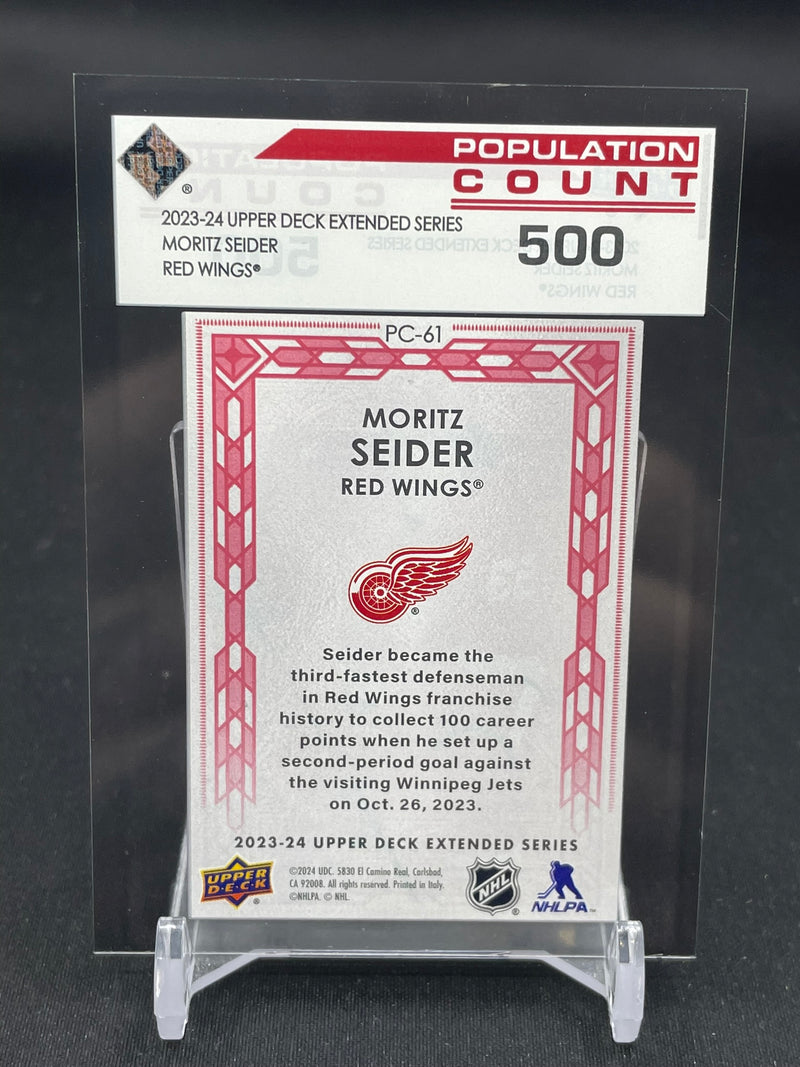 POPULATION
COUNT
2023-24 UPPER DECK EXTENDED SERIES
MORITZ SEIDER
RED WINGS®
500
®
PC-61
MORITZ
SEIDER
RED WINGS®
®
Seider became the
third-fastest defenseman
in Red Wings franchise
history to collect 100 career
points when he set up a
second-period goal against
the visiting Winnipeg Jets
on Oct. 26, 2023.
2023-24 UPPER DECK EXTENDED SERIES
UPPER
D·E·C·K
®
©2024 UDC. 5830 El Camino Real, Carlsbad,
CA 92008. All rights reserved. Printed in Italy.
©NHLPA. © NHL.
NHL
®
NHLPA™